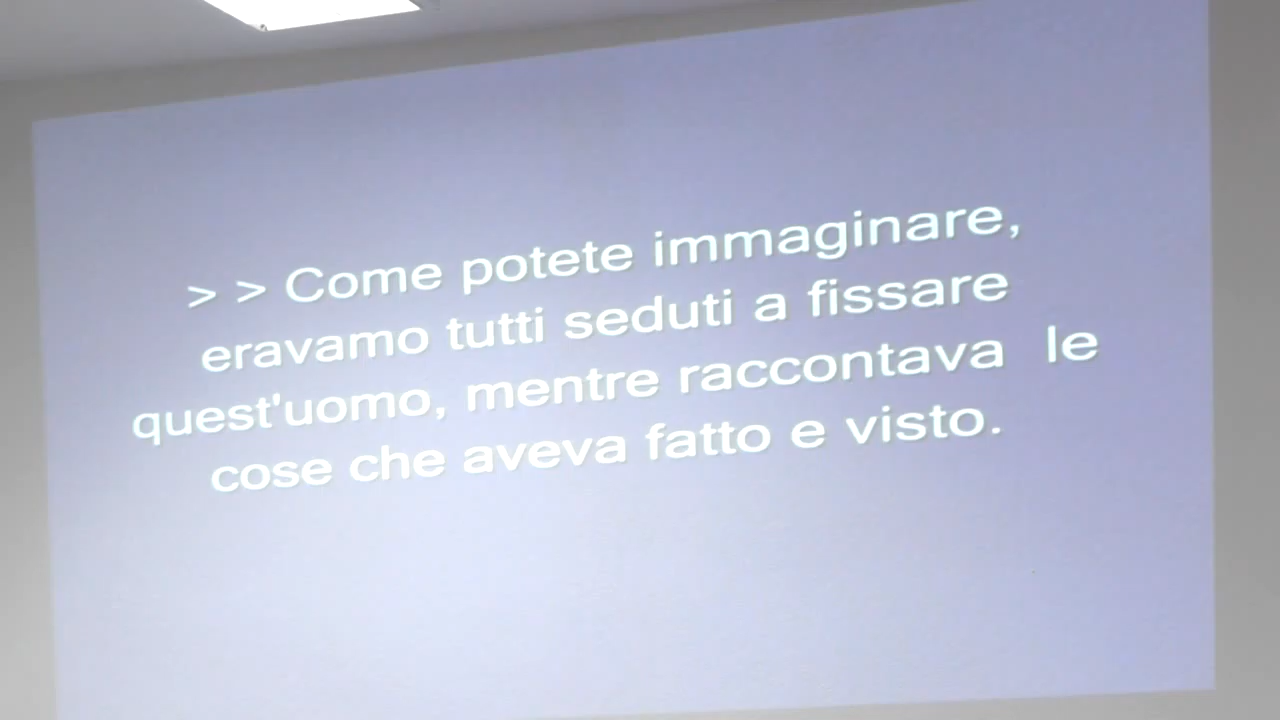 > > Come potete immaginare,
eravamo tutti seduti a fissare
quest'uomo, mentre raccontava  le
cose che aveva fatto e visto.